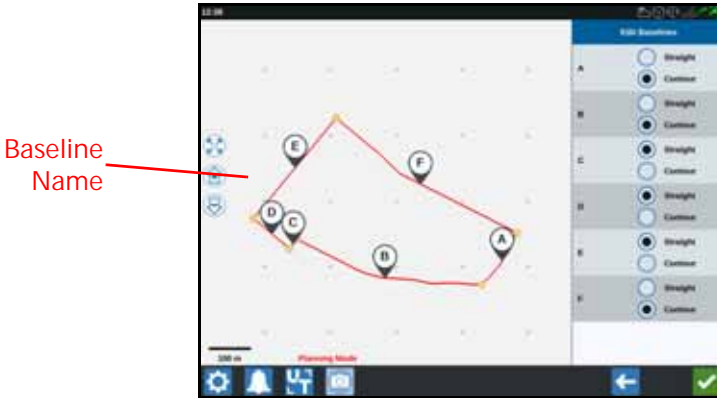 12:38
Edit Baselines
Baseline
Name
A
Straight
Contour
B
Straight
Contour
C
Straight
Contour
D
Straight
Contour
E
Straight
Contour
F
Straight
Contour
E
F
D
C
A
B
100 m
Planning Mode
UT